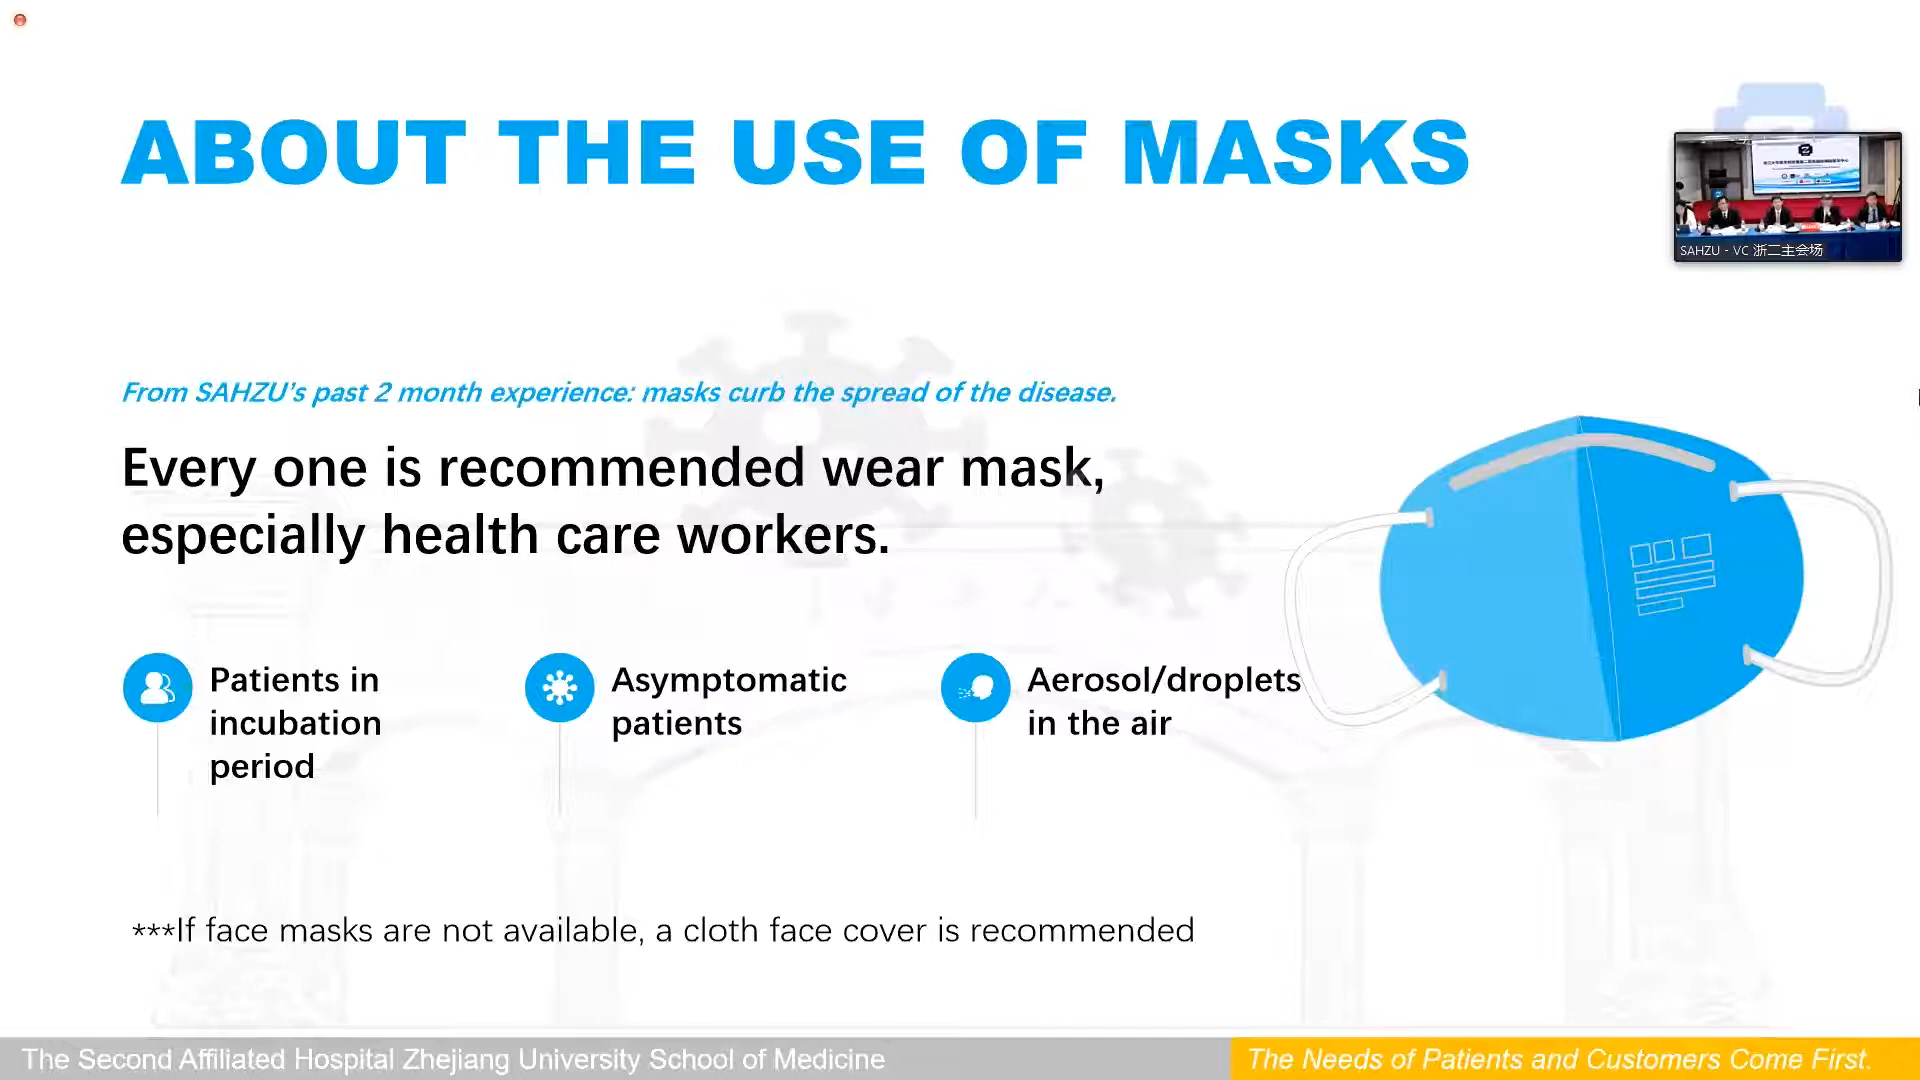 ABOUT THE USE OF MASKS
SAHZU - VC 浙二主会场
From SAHZU's past 2 month experience: masks curb the spread of the disease.
Every one is recommended wear mask,
especially health care workers.
Patients in
incubation
period
Asymptomatic
patients
Aerosol/droplets
in the air
***If face masks are not available, a cloth face cover is recommended
The Second Affiliated Hospital Zhejiang University School of Medicine
The Needs of Patients and Customers Come First.